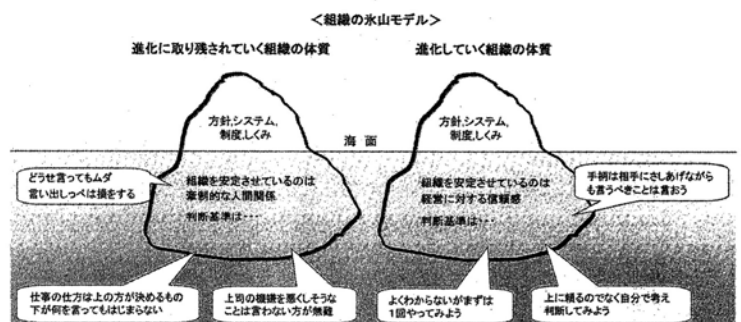 <組織の氷山モデル>
進化に取り残されていく組織の体質
進化していく組織の体質
方針,システム,
制度,しくみ
方針,システム,
制度,しくみ
海 面
どうせ言ってもムダ
言い出しっぺは損をする
組織を安定させているのは
牽制的な人間関係
判断基準は・・・
組織を安定させているのは
経営に対する信頼感
判断基準は・・・
手柄は相手にさしあげながら
も言うべきことは言おう
仕事の仕方は上の方が決めるもの
下が何を言ってもはじまらない
上司の機嫌を悪くしそうな
ことは言わない方が無難
よくわからないがまずは
1回やってみよう
上に頼るのでなく自分で考え
判断してみよう